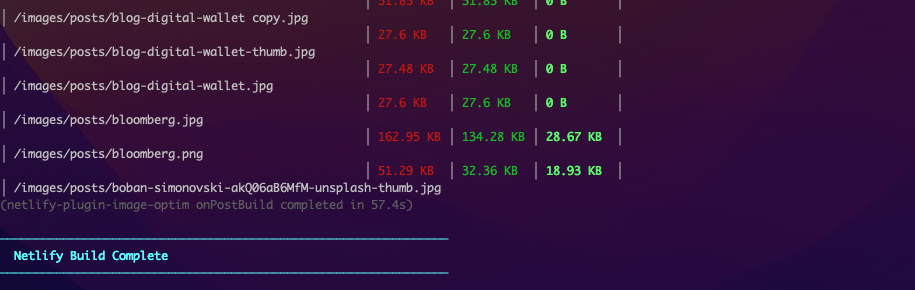 51.85 KB | 51.85 KB | 0 B
| /images/posts/blog-digital-wallet copy.jpg
| 27.6 KB | 27.6 KB | 0 B |
| /images/posts/blog-digital-wallet-thumb.jpg
| 27.48 KB | 27.48 KB | 0 B |
| /images/posts/blog-digital-wallet.jpg
| 27.6 KB | 27.6 KB | 0 B |
| /images/posts/bloomberg.jpg
| 162.95 KB | 134.28 KB | 28.67 KB |
| /images/posts/bloomberg.png
| 51.29 KB | 32.36 KB | 18.93 KB |
| /images/posts/boban-simonovski-akQ06aB6MfM-unsplash-thumb.jpg
(netlify-plugin-image-optim onPostBuild completed in 57.4s)
Netlify Build Complete